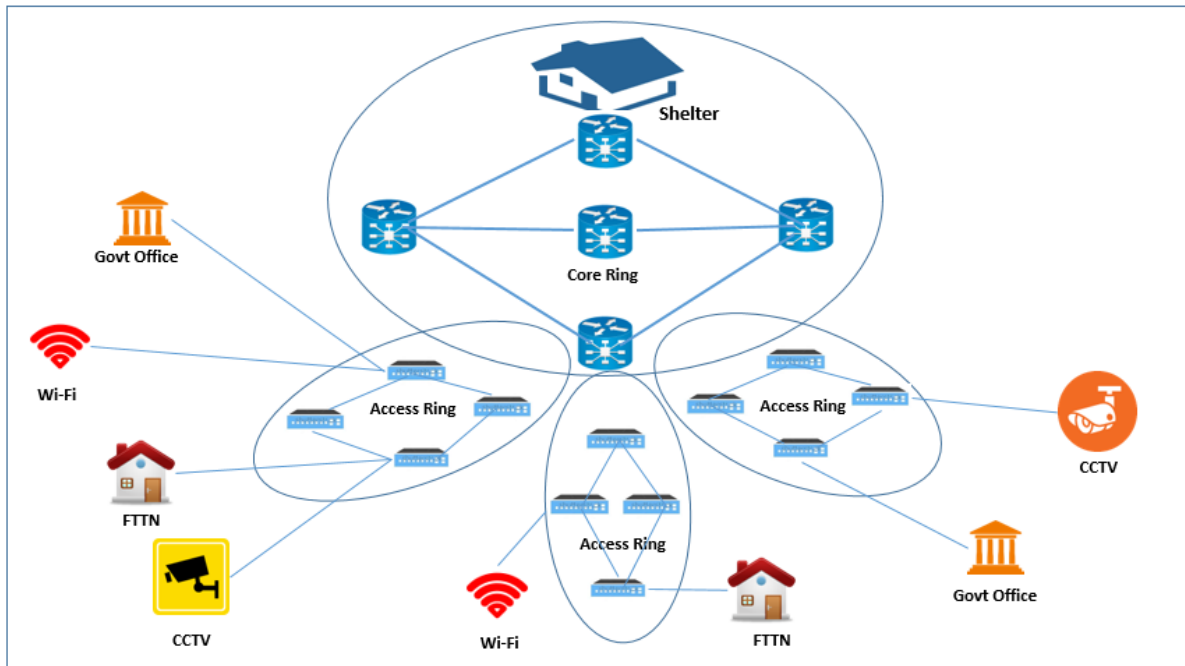 Shelter
Govt Office
Core Ring
Wi-Fi
Access Ring
Access Ring
CCTV
FTTN
Access Ring
Govt Office
CCTV
Wi-Fi
FTTN